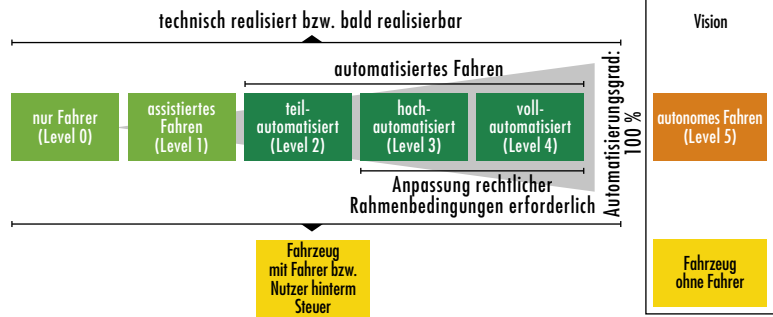 technisch realisiert bzw. bald realisierbar
Vision
automatisiertes Fahren
nur Fahrer
(Level 0)
assistiertes
Fahren
(Level 1)
teil-
automatisiert
(Level 2)
hoch-
automatisiert
(Level 3)
voll-
automatisiert
(Level 4)
Automatisierungsgrad:
100 %
autonomes Fahren
(Level 5)
Anpassung rechtlicher
Rahmenbedingungen erforderlich
Fahrzeug
mit Fahrer bzw.
Nutzer hinterm
Steuer
Fahrzeug
ohne Fahrer